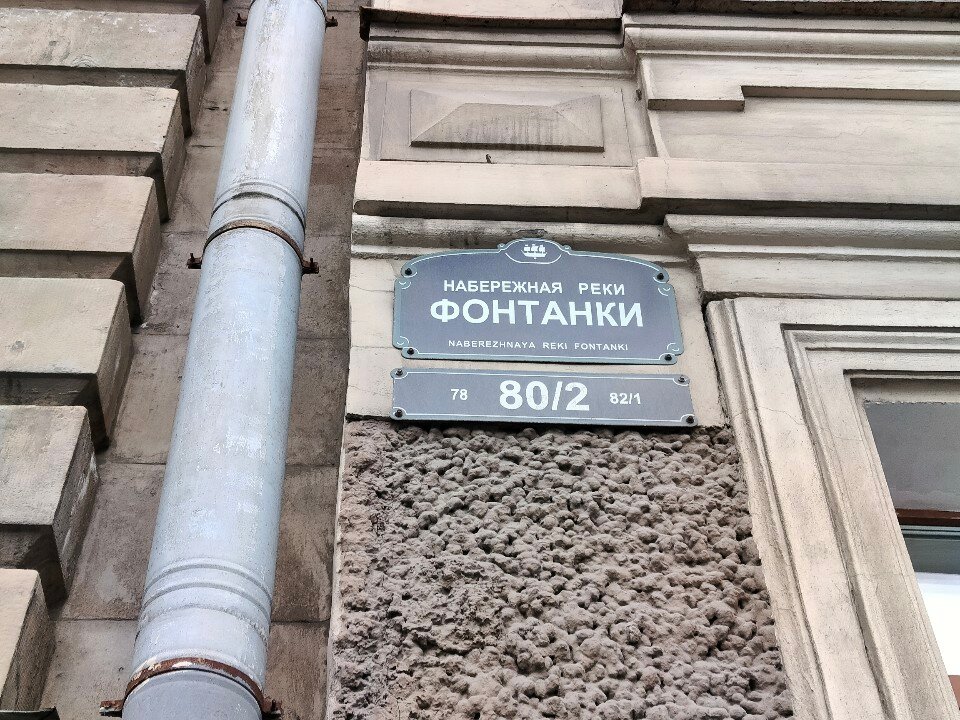 НАБЕРЕЖНАЯ РЕКИ
ФОНТАНКИ
NABEREZHNAYA REKI FONTANKI
78 80/2 82/1